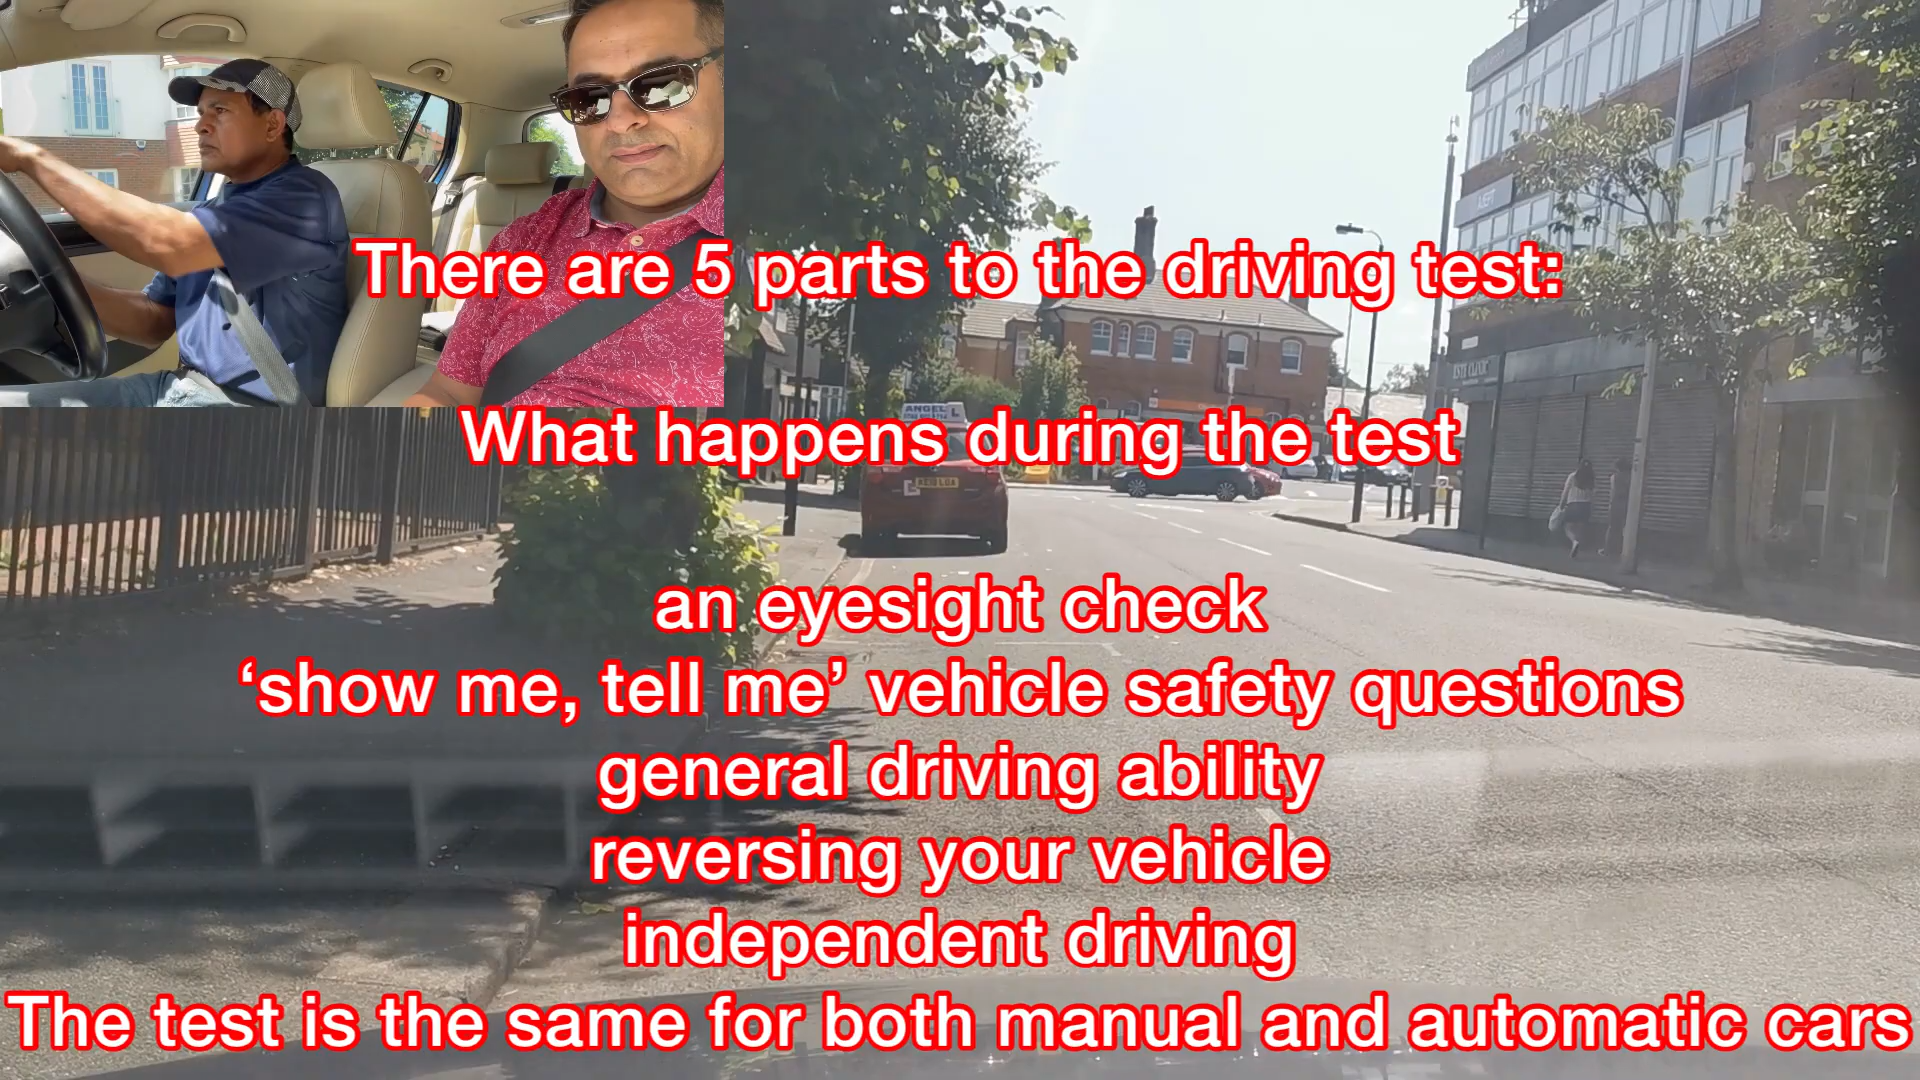 There are 5 parts to the driving test:
What happens during the test
ANGEL L
an eyesight check
‘show me, tell me’ vehicle safety questions
general driving ability
reversing your vehicle
independent driving
The test is the same for both manual and automatic cars